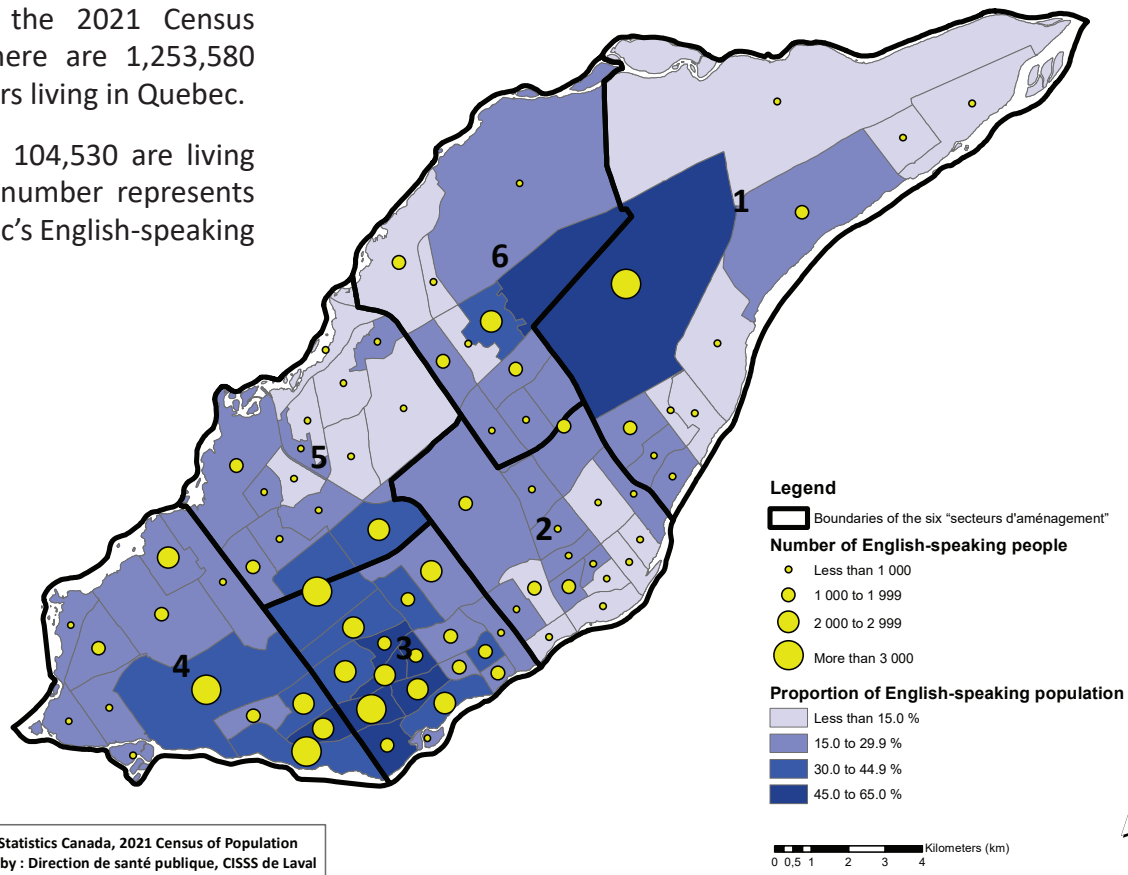 the 2021 Census
here are 1,253,580
rs living in Quebec.
104,530 are living
number represents
c's English-speaking
1
6
5
2
3
4
Legend
Boundaries of the six "secteurs d'aménagement"
Number of English-speaking people
Less than 1 000
1 000 to 1 999
2 000 to 2 999
More than 3 000
Proportion of English-speaking population
Less than 15.0 %
15.0 to 29.9 %
30.0 to 44.9 %
45.0 to 65.0 %
Kilometers (km)
0 0,5 1 2 3 4
Statistics Canada, 2021 Census of Population
by : Direction de santé publique, CISSS de Laval